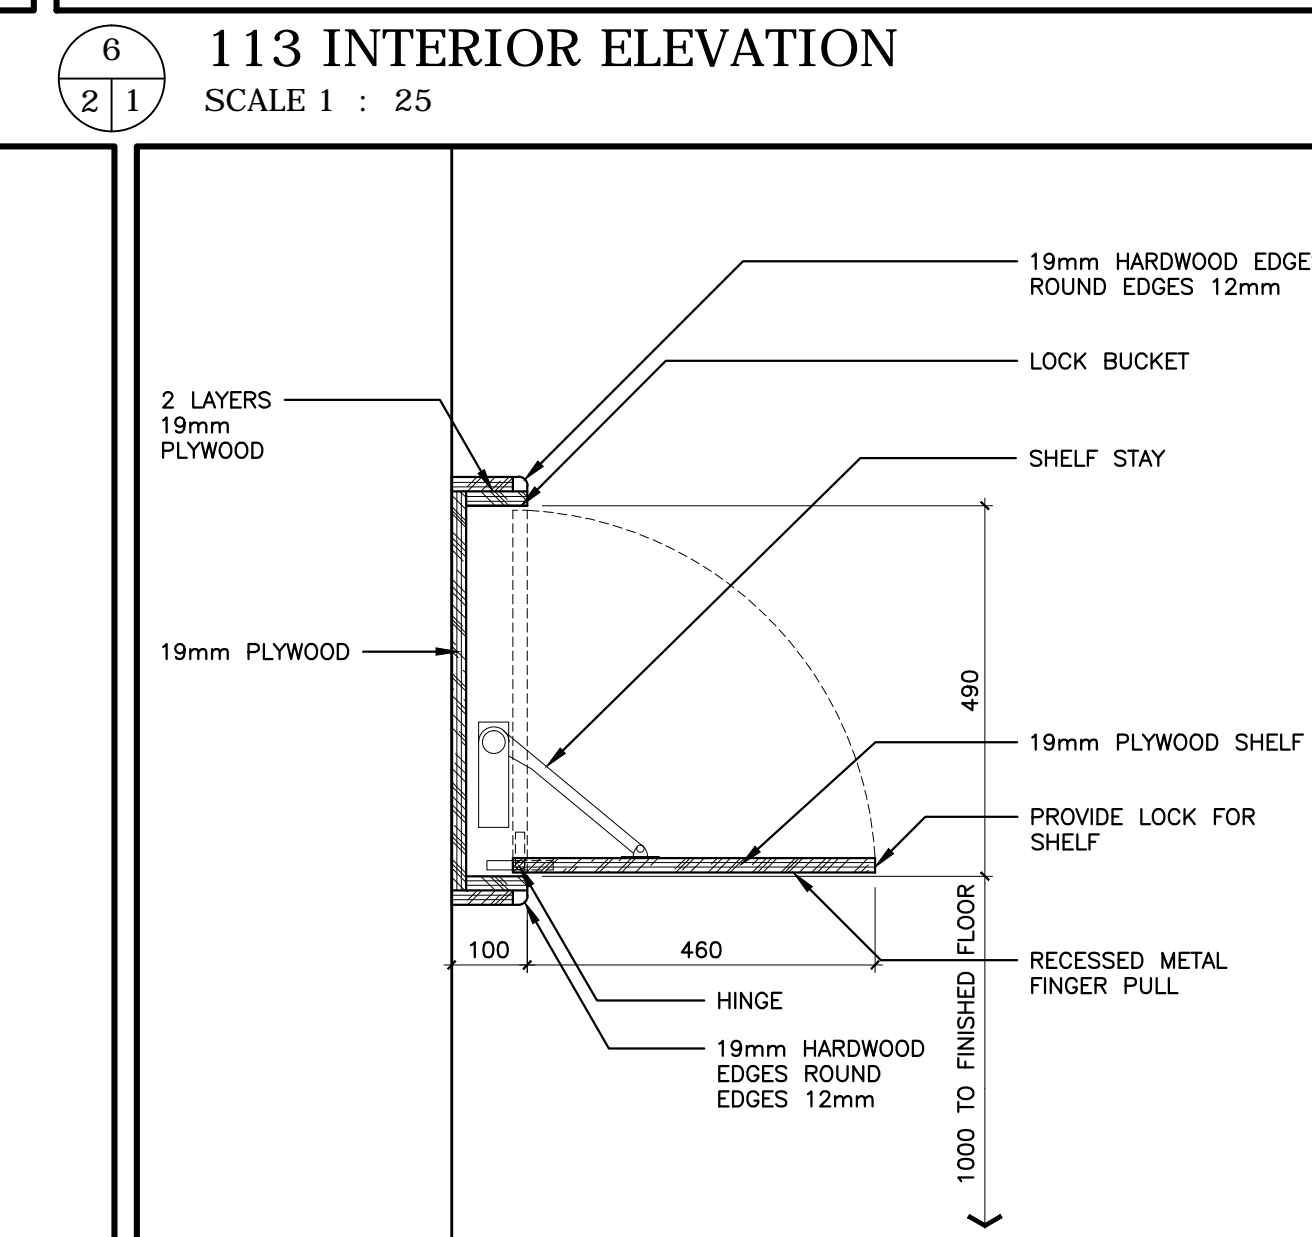 6
2 1
113 INTERIOR ELEVATION
SCALE 1 : 25
19mm HARDWOOD EDGES
ROUND EDGES 12mm
LOCK BUCKET
2 LAYERS
19mm
PLYWOOD
SHELF STAY
19mm PLYWOOD
490
19mm PLYWOOD SHELF
PROVIDE LOCK FOR
SHELF
100
460
RECESSED METAL
FINGER PULL
HINGE
19mm HARDWOOD
EDGES ROUND
EDGES 12mm
1000 TO FINISHED FLOOR